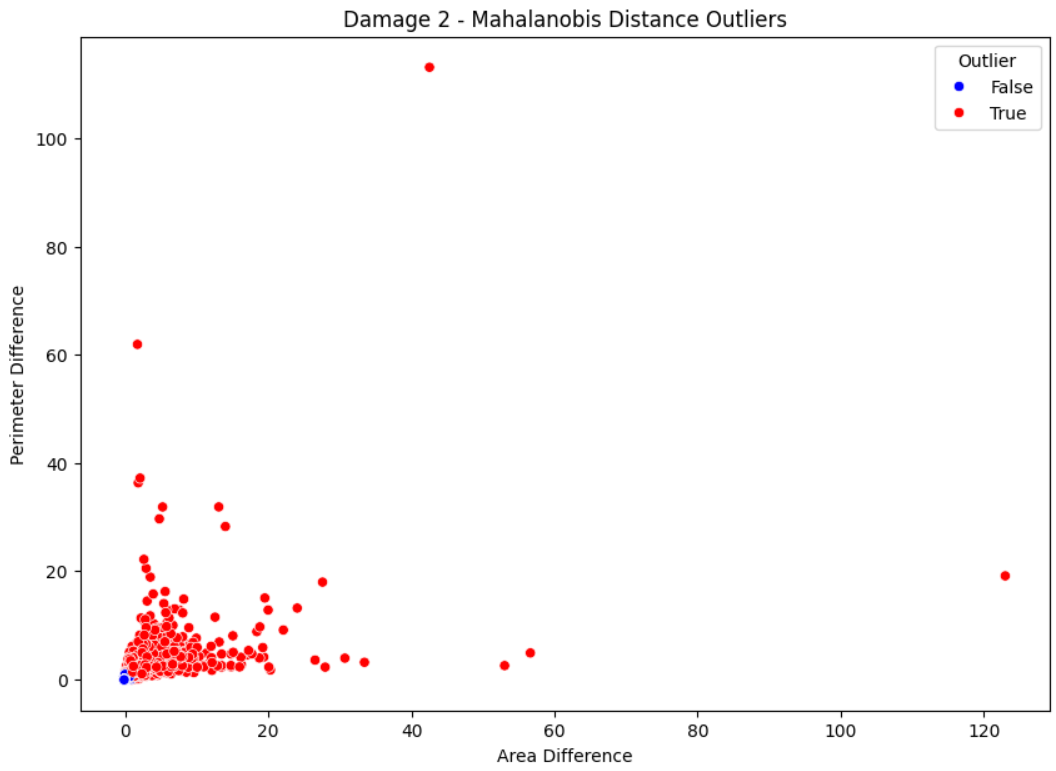 Damage 2 - Mahalanobis Distance Outliers
Outlier
False
True
Perimeter Difference
100
80
60
40
20
0
0 20 40 60 80 100 120
Area Difference